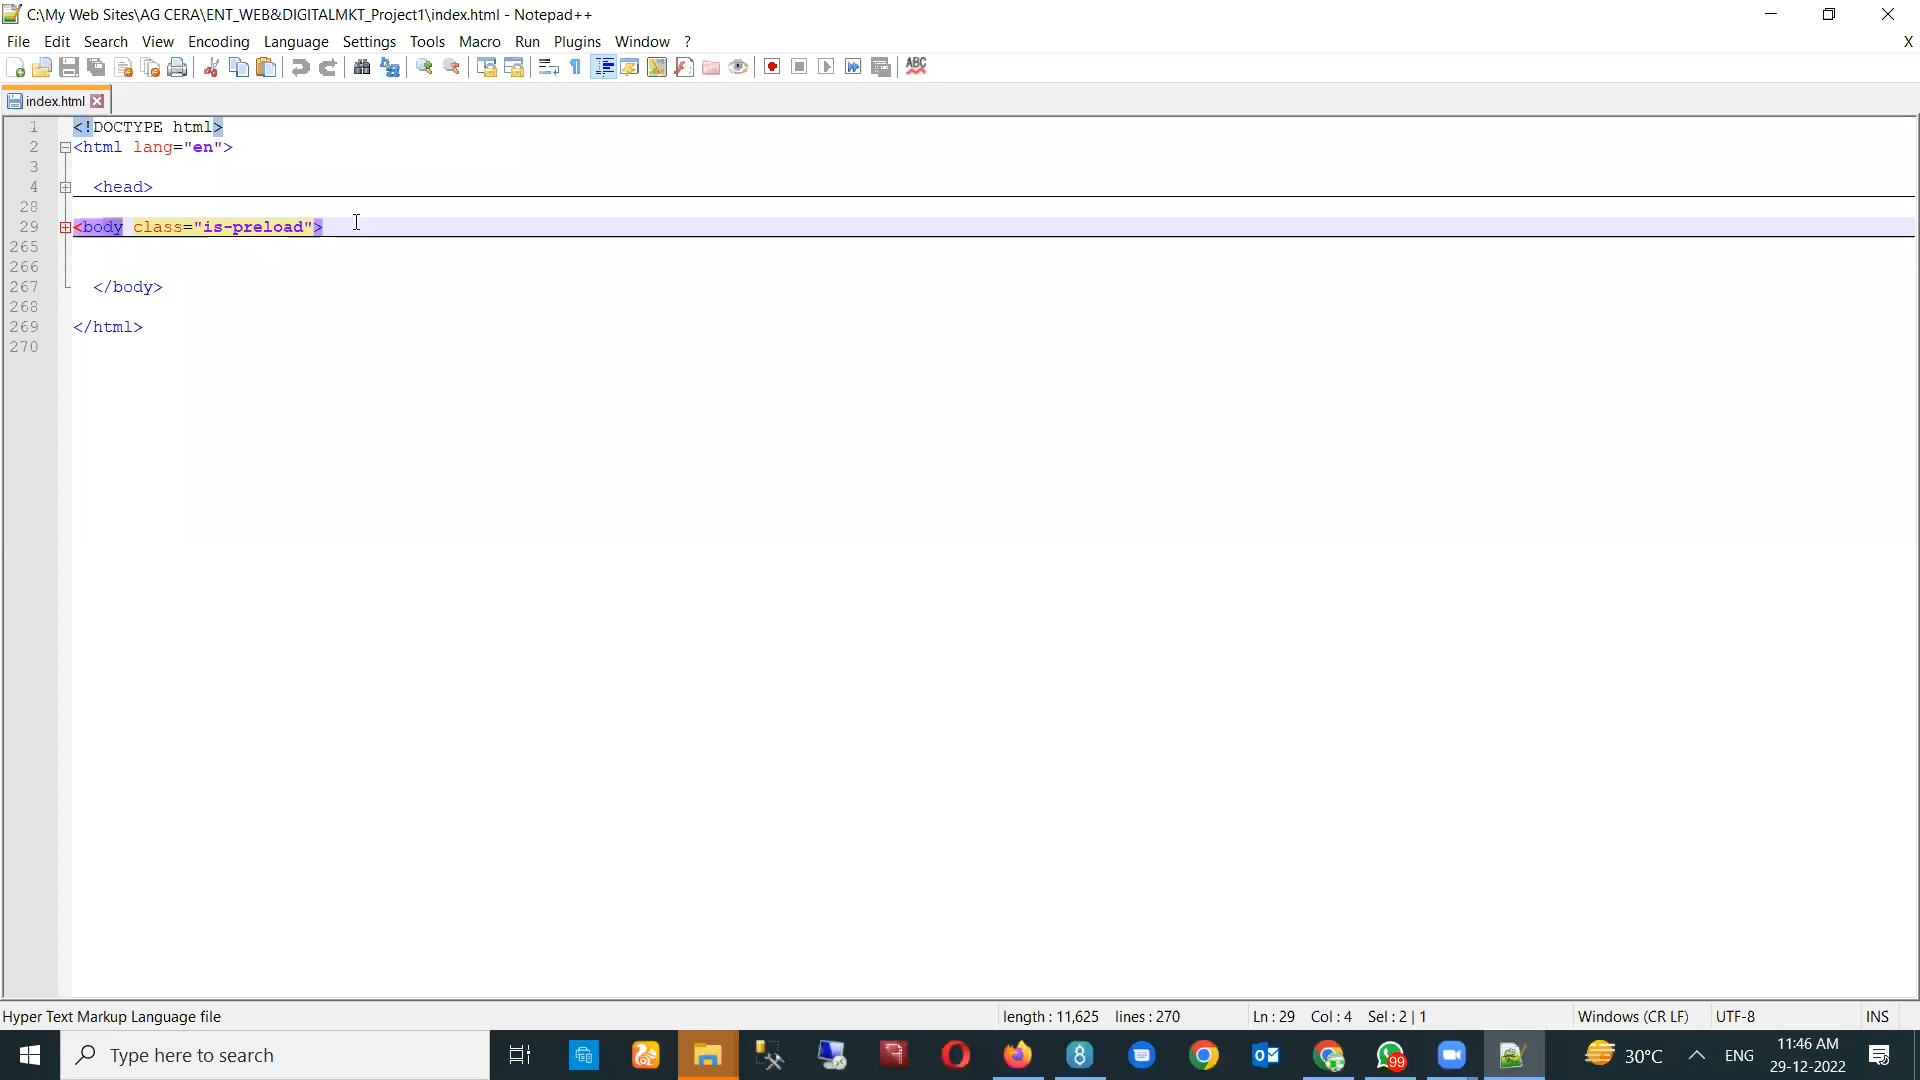 C:\My Web Sites\AG CERA\ENT_WEB&DIGITALMKT_Project1\index.html - Notepad++
File Edit Search View Encoding Language Settings Tools Macro Run Plugins Window ? X
ABC
index.html
1 <!DOCTYPE html>
2 <html lang="en">
3
4 <head>
28
29 <body class="is-preload">
265
266
267 </body>
268
269 </html>
270
Hyper Text Markup Language file length : 11,625 lines : 270 Ln : 29 Col : 4 Sel : 2 | 1 Windows (CR LF) UTF-8 INS
Type here to search 8 99 30°C ENG 11:46 AM
29-12-2022